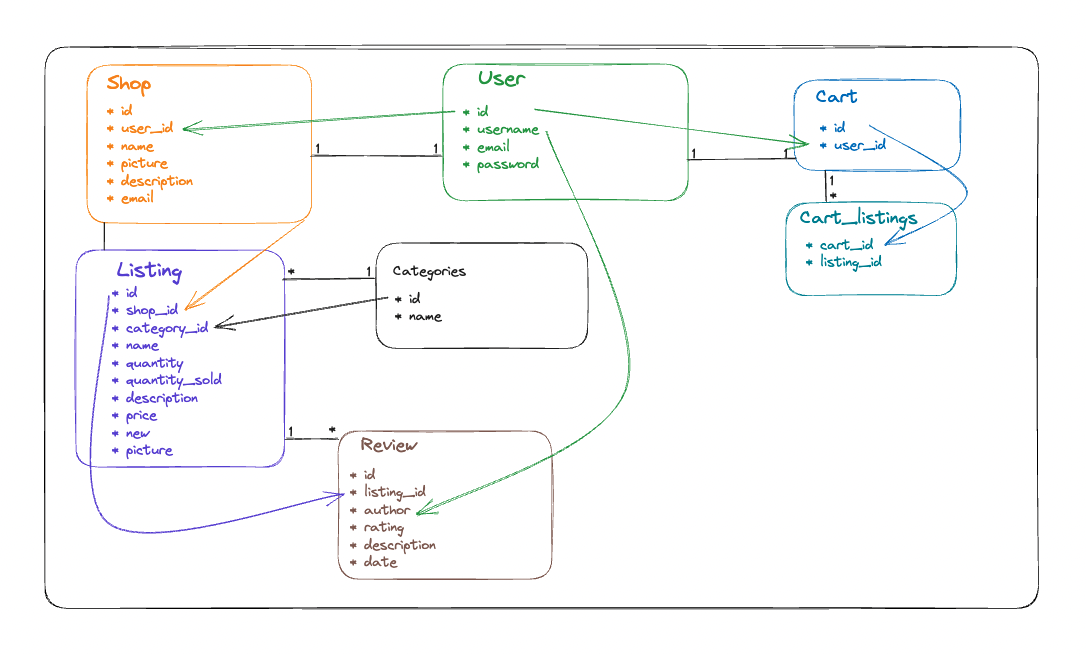 Shop
* id
* user_id
* name
* picture
* description
* email
1
1
User
* id
* username
* email
* password
1
1
Cart
* id
* user_id
1
*
Cart_listings
* cart_id
* listing_id
Listing
* id
* shop_id
* category_id
* name
* quantity
* quantity_sold
* description
* price
* new
* picture
*
1
Categories
* id
* name
1
*
Review
* id
* listing_id
* author
* rating
* description
* date